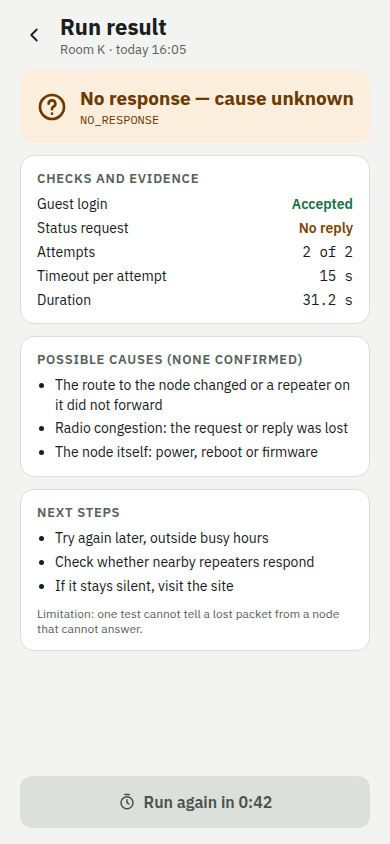 Run result
Room K · today 16:05
No response — cause unknown
NO_RESPONSE
CHECKS AND EVIDENCE
Guest login Accepted
Status request No reply
Attempts 2 of 2
Timeout per attempt 15 s
Duration 31.2 s
POSSIBLE CAUSES (NONE CONFIRMED)
• The route to the node changed or a repeater on
it did not forward
• Radio congestion: the request or reply was lost
• The node itself: power, reboot or firmware
NEXT STEPS
• Try again later, outside busy hours
• Check whether nearby repeaters respond
• If it stays silent, visit the site
Limitation: one test cannot tell a lost packet from a node
that cannot answer.
Run again in 0:42